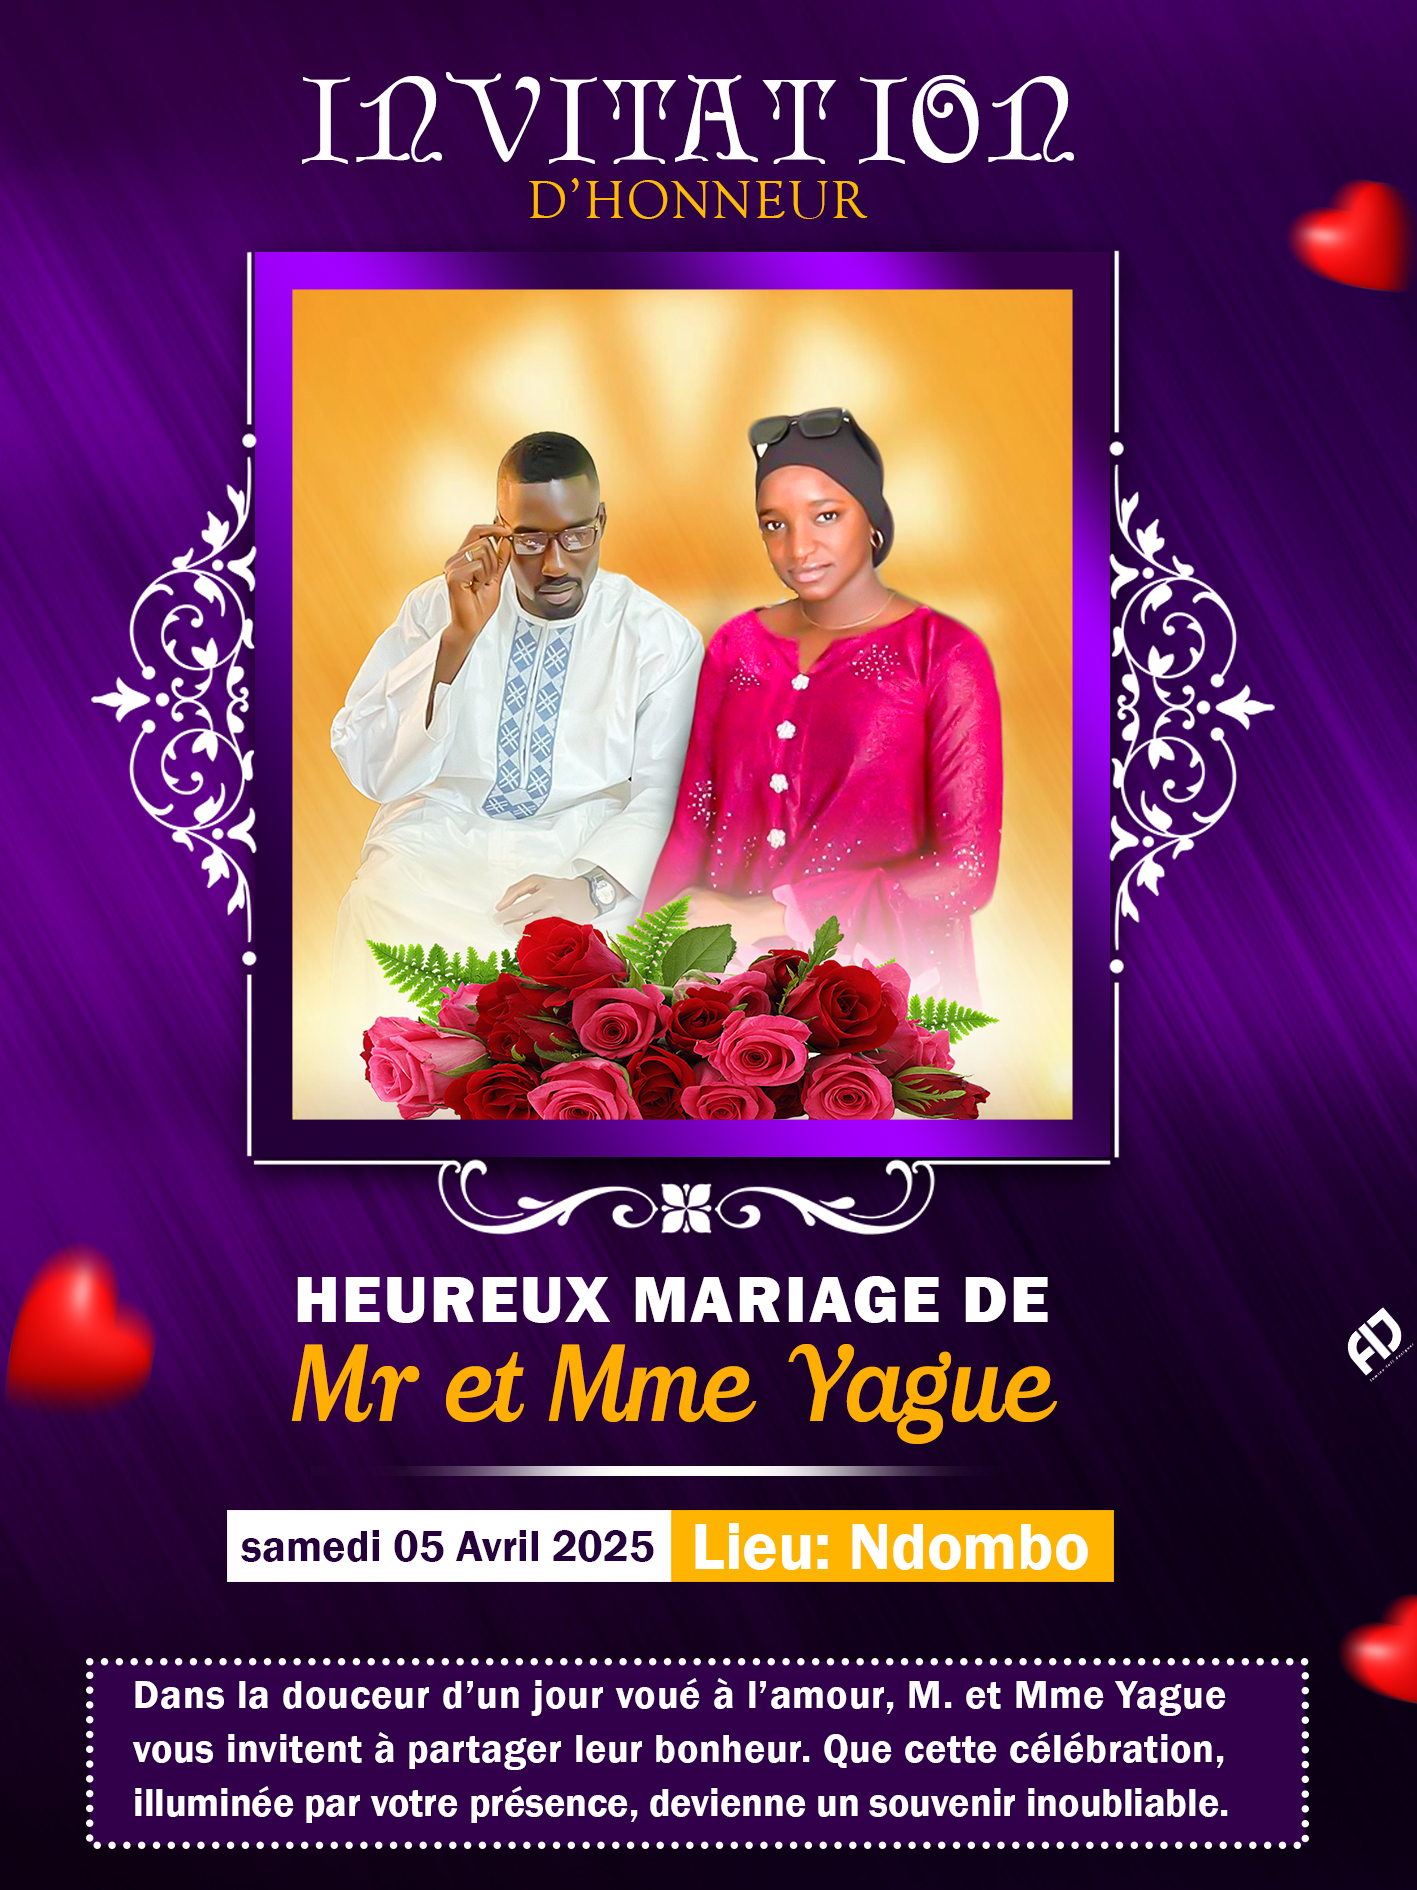 INVITATION
D'HONNEUR
HEUREUX MARIAGE DE
Mr et Mme Yague
samedi 05 Avril 2025
Lieu: Ndombo
Dans la douceur d'un jour voué à l'amour, M. et Mme Yague
vous invitent à partager leur bonheur. Que cette célébration,
illuminée par votre présence, devienne un souvenir inoubliable.